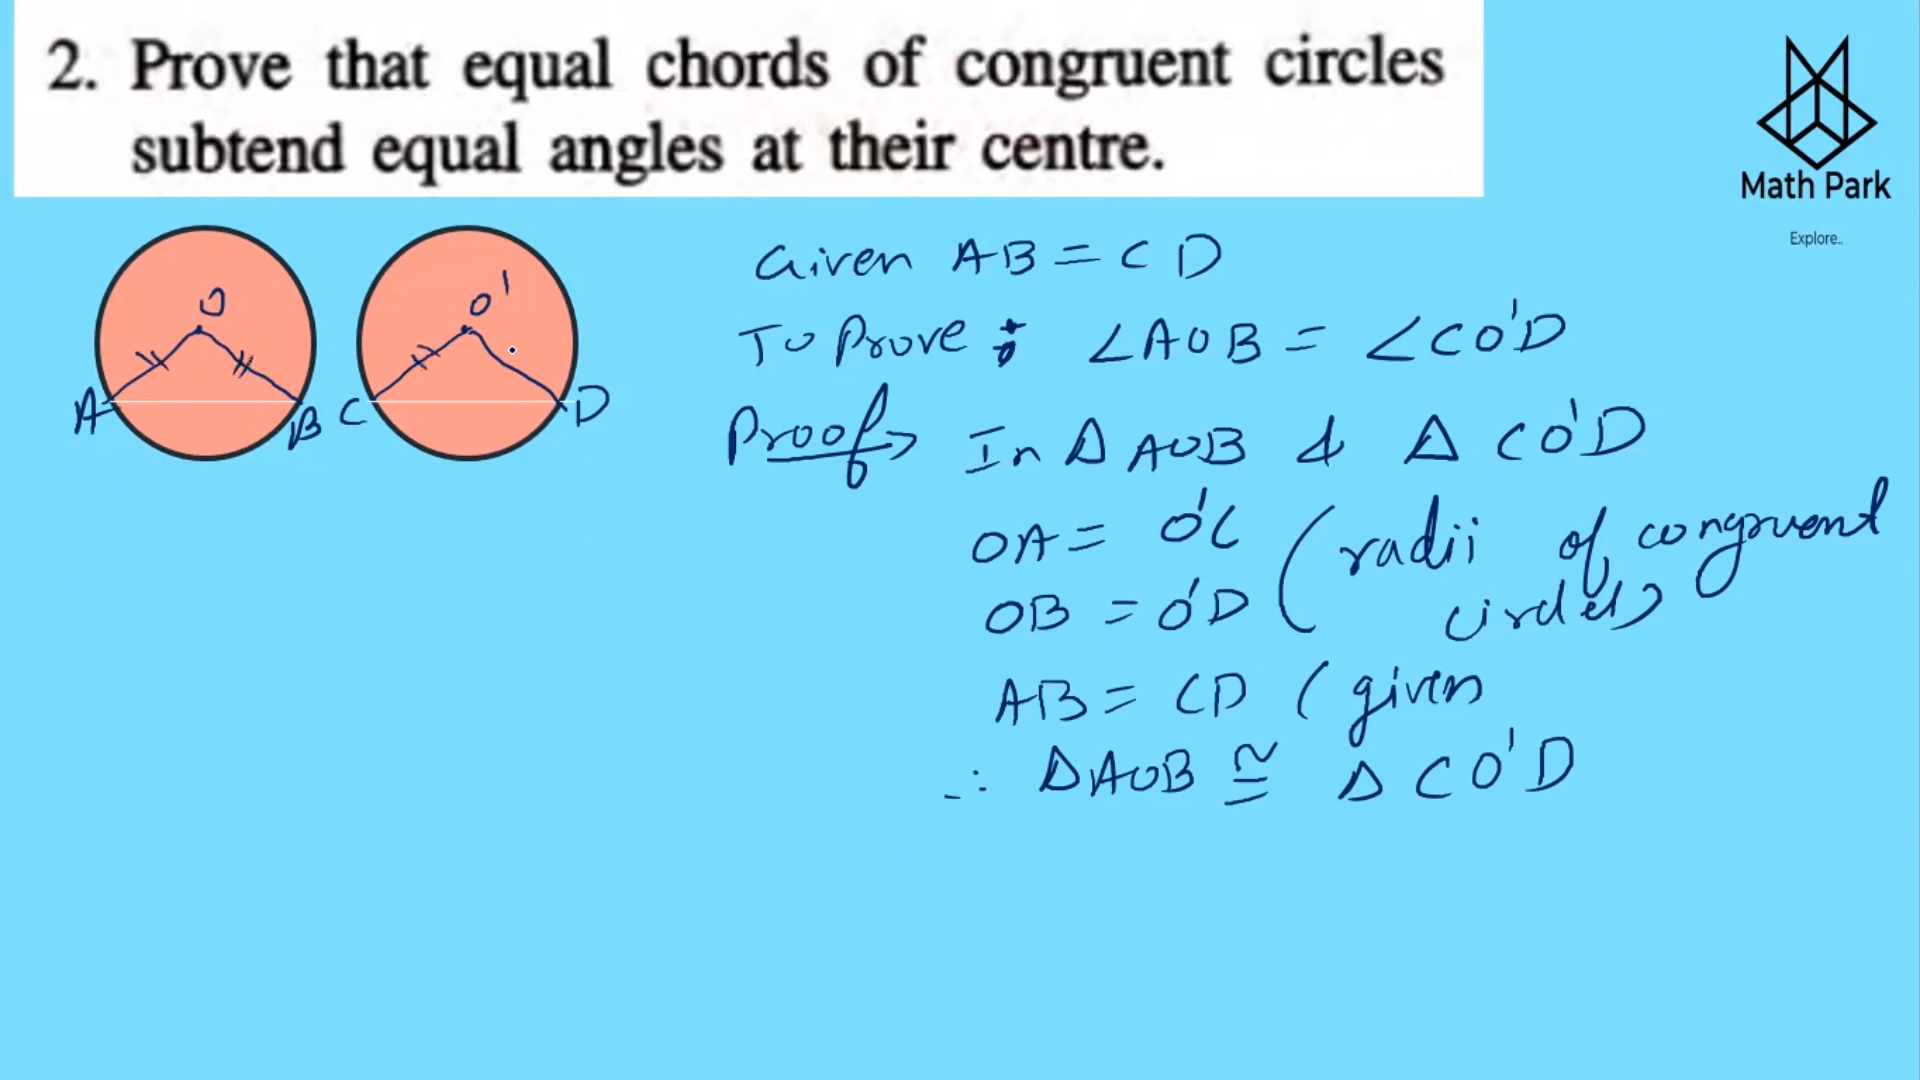 2. Prove that equal chords of congruent circles
subtend equal angles at their centre.
Math Park
Explore..
O
O'
A
B
C
D
Given AB = CD
To Prove : ∠AOB = ∠CO'D
Proof In Δ AOB & Δ CO'D
OA = O'C (radii of congruent
OB = O'D circles)
AB = CD (given
∴ ΔAOB ≅ Δ CO'D